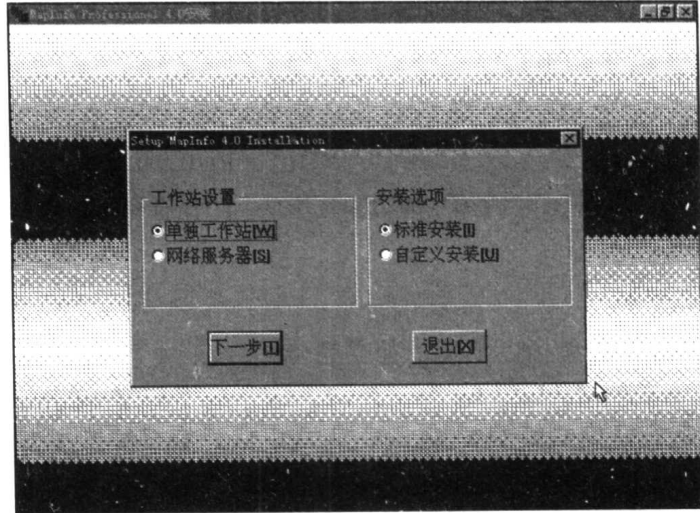 MapInfo Professional 4.0安装
Setup MapInfo 4.0 Installation
工作站设置
安装选项
单独工作站[W]
标准安装[I]
网络服务器[S]
自定义安装[U]
下一步[T]
退出[X]